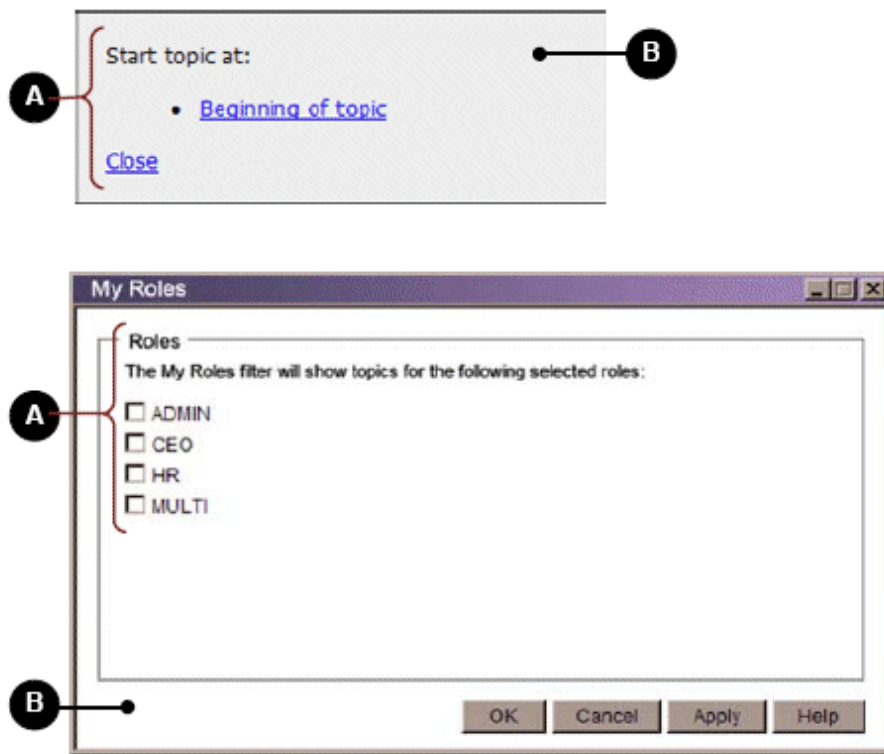 Start topic at:
B
A
• Beginning of topic
Close
My Roles
Roles
The My Roles filter will show topics for the following selected roles:
A
ADMIN
CEO
HR
MULTI
B
OK Cancel Apply Help